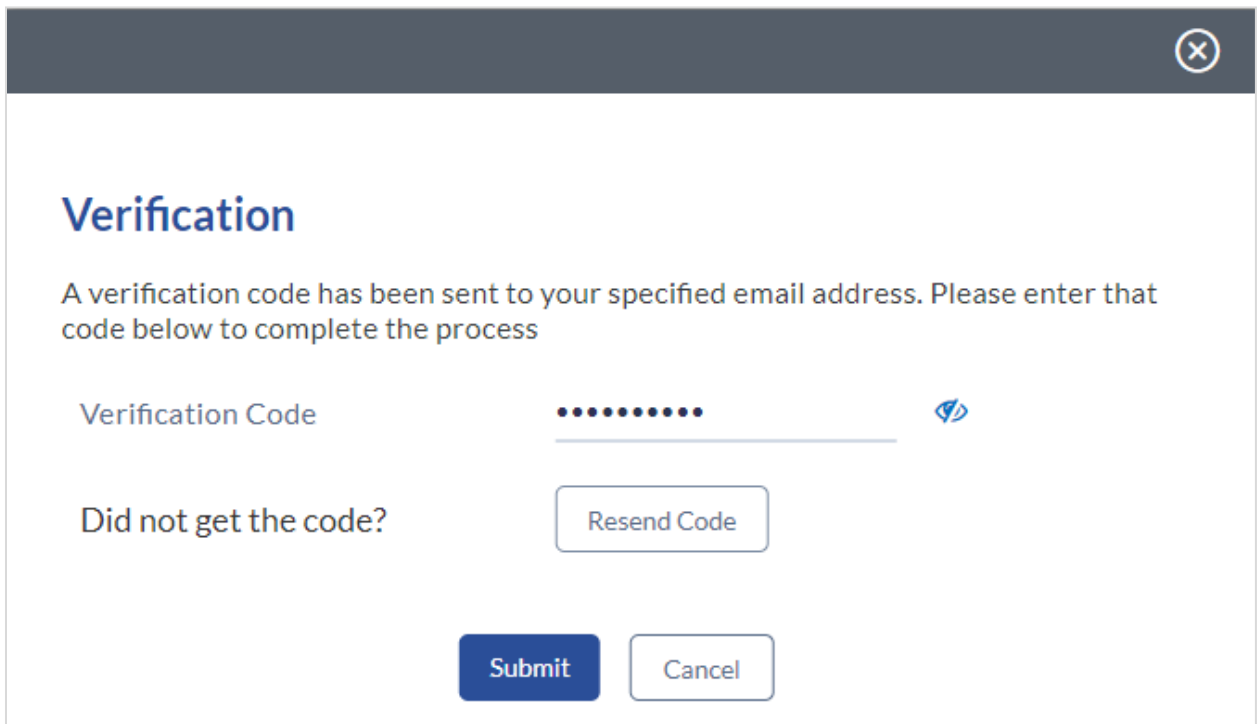 Verification
A verification code has been sent to your specified email address. Please enter that
code below to complete the process
Verification Code ••••••••••
Did not get the code? Resend Code
Submit Cancel